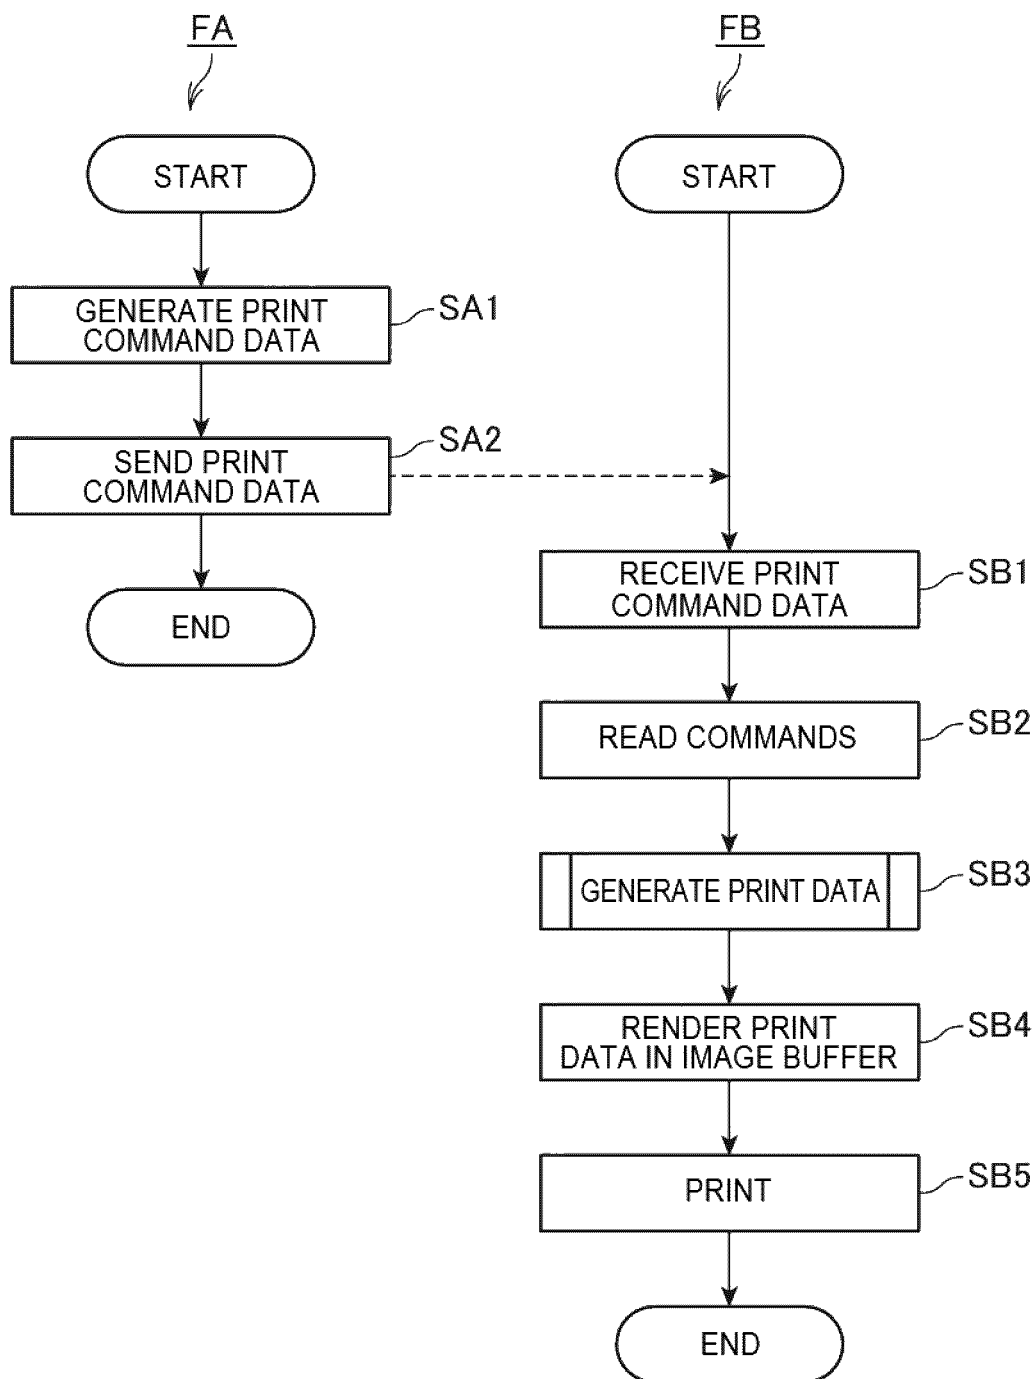 FA
START
GENERATE PRINT
COMMAND DATA
SA1
SEND PRINT
COMMAND DATA
SA2
END
FB
START
RECEIVE PRINT
COMMAND DATA
SB1
READ COMMANDS
SB2
GENERATE PRINT DATA
SB3
RENDER PRINT
DATA IN IMAGE BUFFER
SB4
PRINT
SB5
END